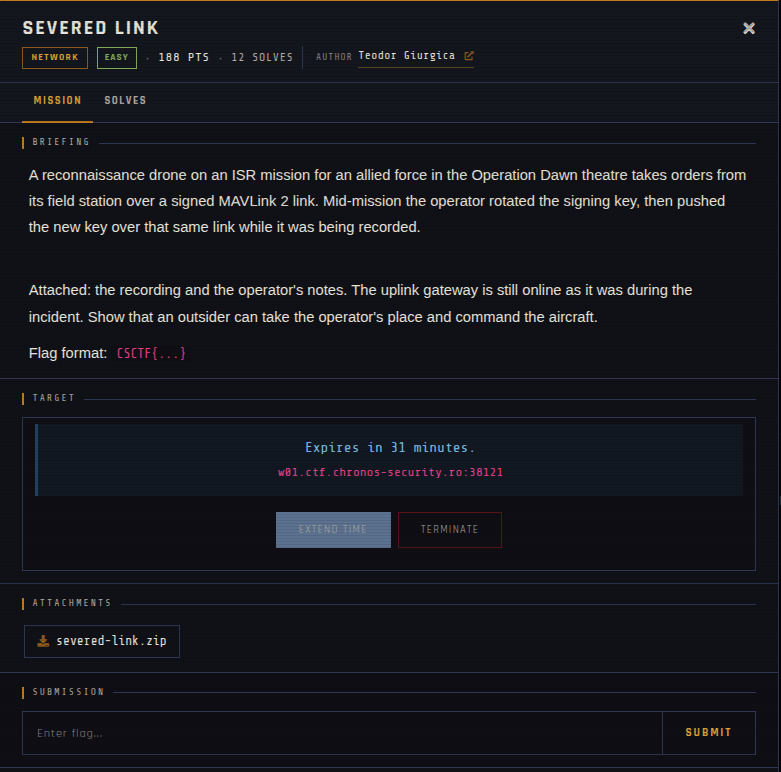 SEVERED LINK
NETWORK EASY · 188 PTS · 12 SOLVES AUTHOR Teodor Giurgica
MISSION SOLVES
BRIEFING
A reconnaissance drone on an ISR mission for an allied force in the Operation Dawn theatre takes orders from
its field station over a signed MAVLink 2 link. Mid-mission the operator rotated the signing key, then pushed
the new key over that same link while it was being recorded.
Attached: the recording and the operator's notes. The uplink gateway is still online as it was during the
incident. Show that an outsider can take the operator's place and command the aircraft.
Flag format: CSCTF{...}
TARGET
Expires in 31 minutes.
w01.ctf.chronos-security.ro:38121
EXTEND TIME TERMINATE
ATTACHMENTS
severed-link.zip
SUBMISSION
Enter flag... SUBMIT